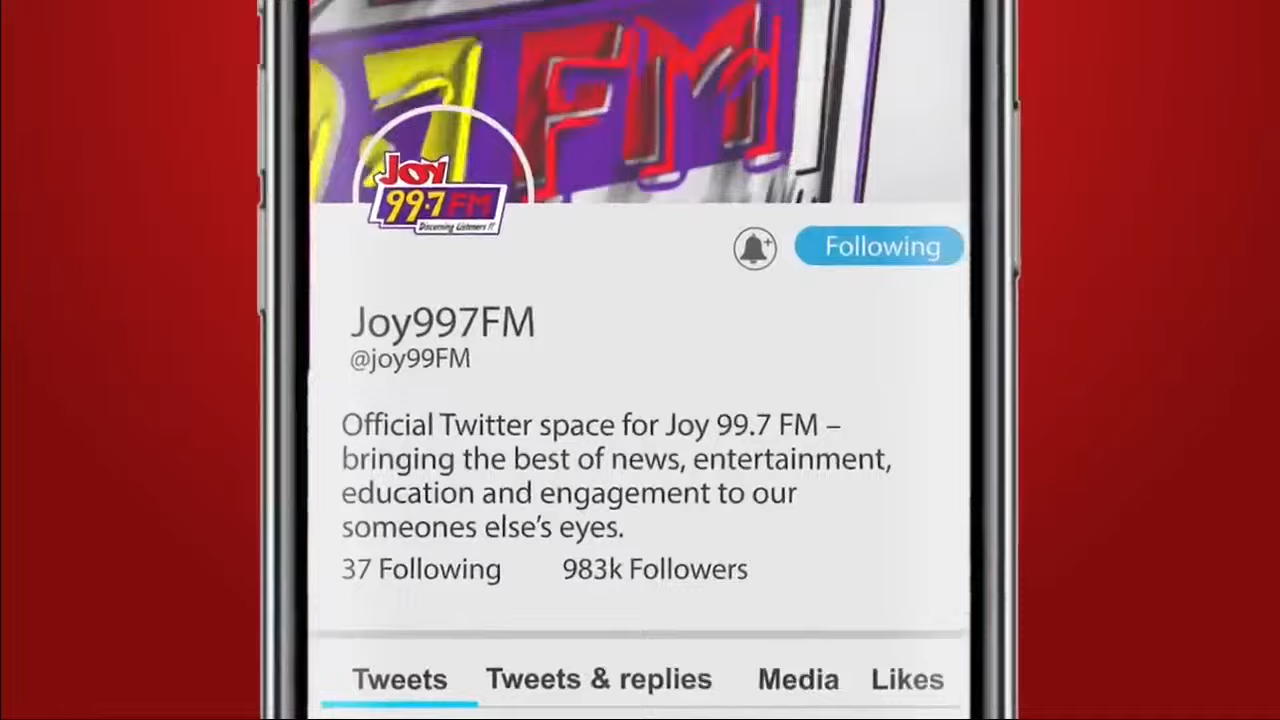 .7 FM
Joy
99.7 FM
Discerning Listeners !!
Following
Joy997FM
@joy99FM
Official Twitter space for Joy 99.7 FM –
bringing the best of news, entertainment,
education and engagement to our
someones else's eyes.
37 Following 983k Followers
Tweets Tweets & replies Media Likes